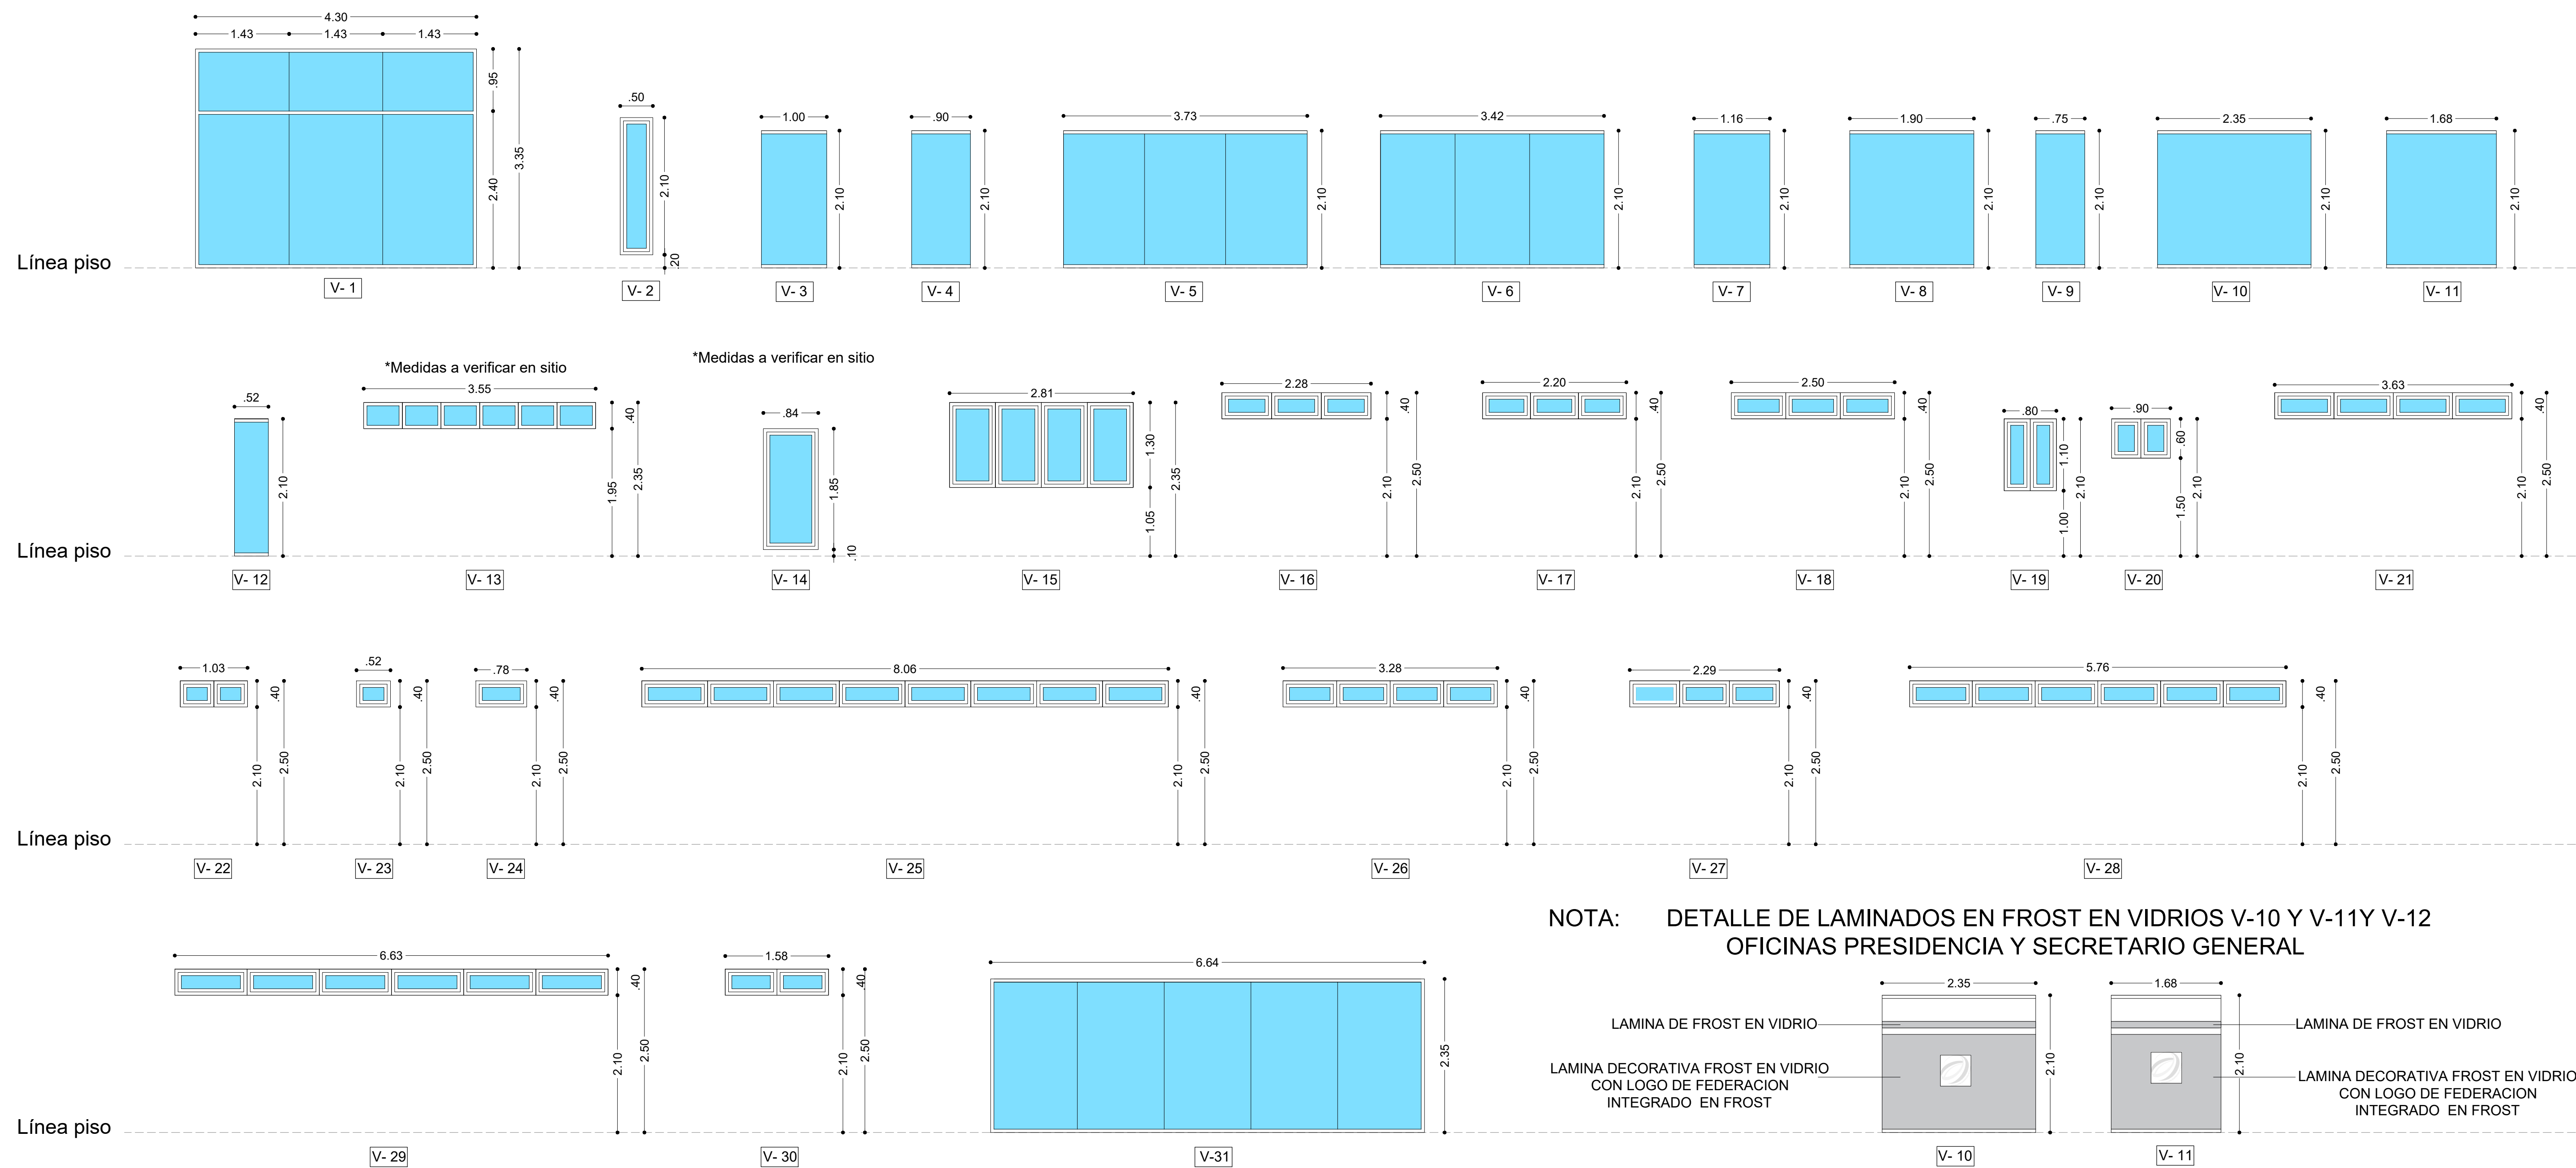 4.30
1.43 1.43 1.43
.95
2.40
3.35
V- 1
.50
2.10
.20
V- 2
1.00
2.10
V- 3
.90
2.10
V- 4
3.73
2.10
V- 5
3.42
2.10
V- 6
1.16
2.10
V- 7
1.90
2.10
V- 8
.75
2.10
V- 9
2.35
2.10
V- 10
1.68
2.10
V- 11
Línea piso
.52
2.10
V- 12
*Medidas a verificar en sitio
3.55
.40
1.95
2.35
V- 13
*Medidas a verificar en sitio
.84
1.85
.10
V- 14
2.81
1.30
1.05
2.35
V- 15
2.28
.40
2.10
2.50
V- 16
2.20
.40
2.10
2.50
V- 17
2.50
.40
2.10
2.50
V- 18
.80
1.10
1.00
2.10
V- 19
.90
.60
1.50
2.10
V- 20
3.63
.40
2.10
2.50
V- 21
Línea piso
1.03
.40
2.10
2.50
V- 22
.52
.40
2.10
2.50
V- 23
.78
.40
2.10
2.50
V- 24
8.06
.40
2.10
2.50
V- 25
3.28
.40
2.10
2.50
V- 26
2.29
.40
2.10
2.50
V- 27
5.76
.40
2.10
2.50
V- 28
Línea piso
6.63
.40
2.10
2.50
V- 29
1.58
.40
2.10
2.50
V- 30
6.64
2.35
V-31
Línea piso
NOTA: DETALLE DE LAMINADOS EN FROST EN VIDRIOS V-10 Y V-11Y V-12
OFICINAS PRESIDENCIA Y SECRETARIO GENERAL
2.35
LAMINA DE FROST EN VIDRIO
LAMINA DECORATIVA FROST EN VIDRIO
CON LOGO DE FEDERACION
INTEGRADO EN FROST
2.10
V- 10
1.68
LAMINA DE FROST EN VIDRIO
2.10
LAMINA DECORATIVA FROST EN VIDRIO
CON LOGO DE FEDERACION
INTEGRADO EN FROST
V- 11